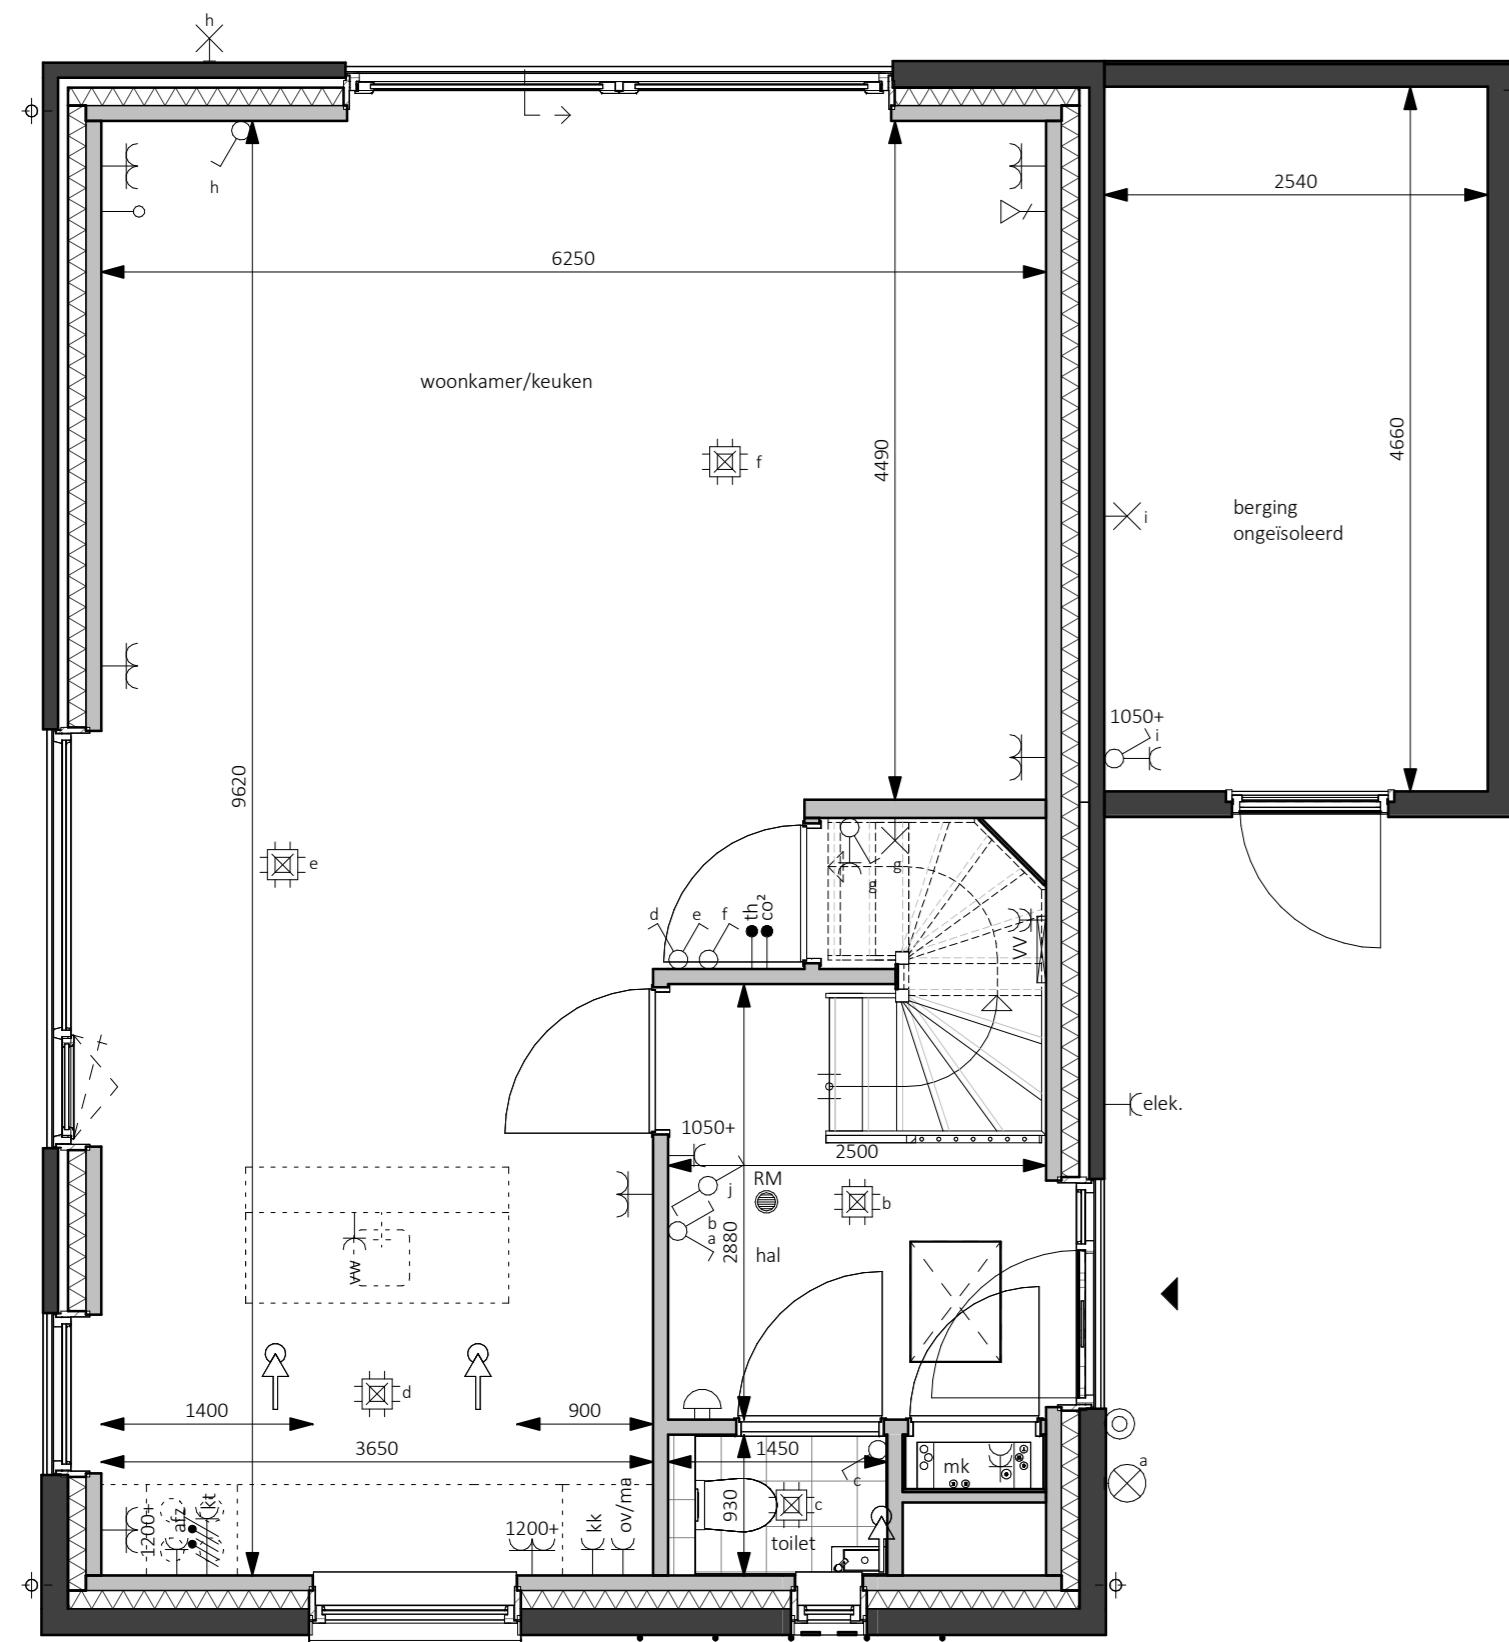 h
h
2540
6250
woonkamer/keuken
f
4490
4660
berging
ongeïsoleerd
i
1050+
i
9620
e
g
g
d
e
f
th
co²
VV
elek.
1050+
2500
RM
j
b
b
a
2880
hal
vw
d
1400
900
3650
1450
mk
a
c
c
930
toilet
1200+
afz
kt
1200+
kk
ov/ma